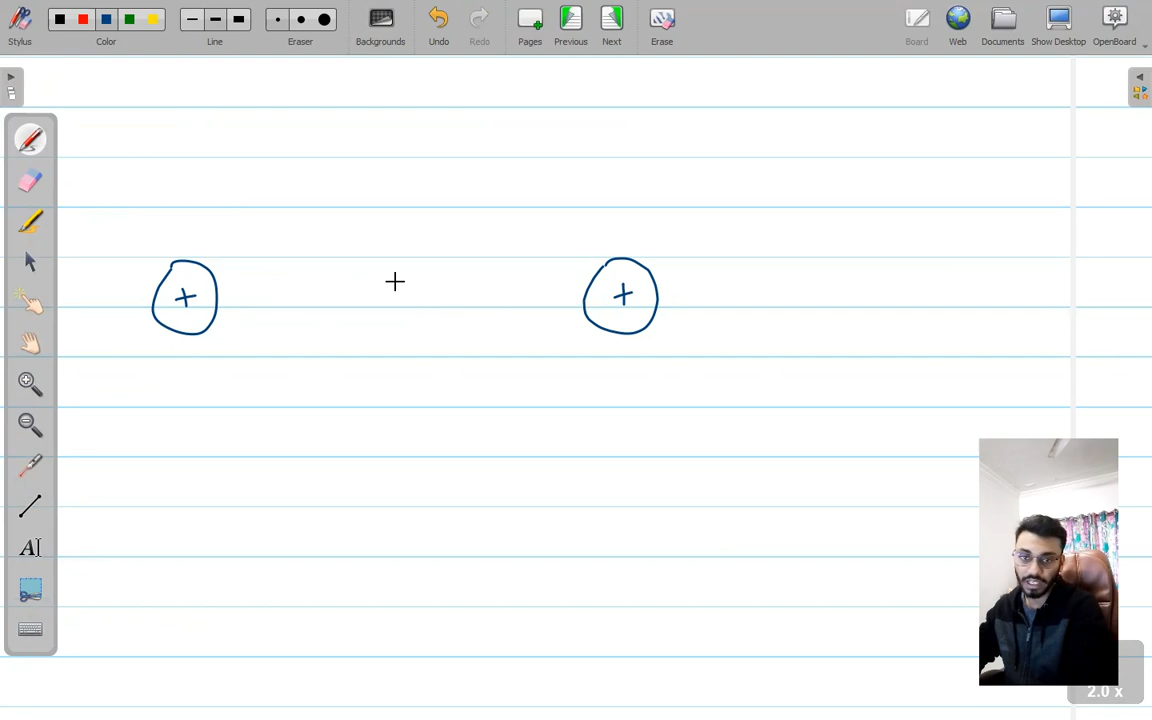 Stylus Color Line Eraser Backgrounds Undo Redo Pages Previous Next Erase Board Web Documents Show Desktop OpenBoard
+ +
A
2.0 x